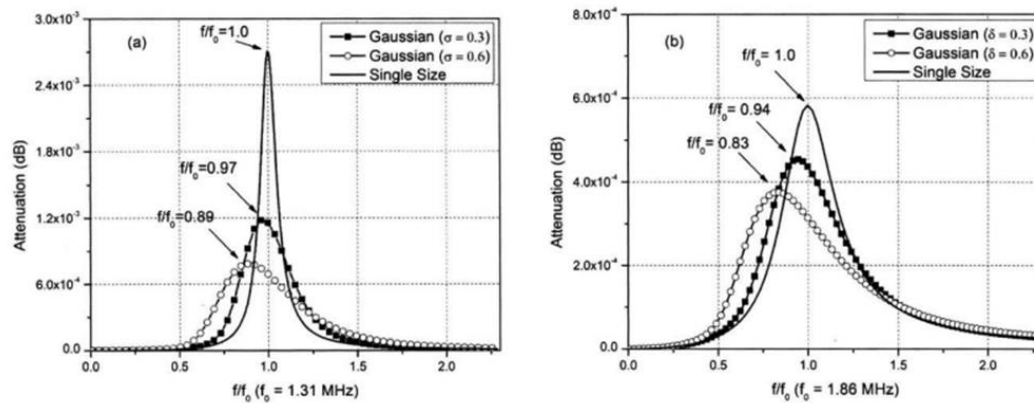 (a)
Gaussian (σ = 0.3)
Gaussian (σ = 0.6)
Single Size
f/f₀=1.0
f/f₀=0.97
f/f₀=0.89
3.0x10⁻³
2.4x10⁻³
1.8x10⁻³
1.2x10⁻³
6.0x10⁻⁴
0.0
Attenuation (dB)
0.0 0.5 1.0 1.5 2.0
f/f₀ (f₀ = 1.31 MHz)
(b)
Gaussian (δ = 0.3)
Gaussian (δ = 0.6)
Single Size
f/f₀= 1.0
f/f₀= 0.94
f/f₀= 0.83
8.0x10⁻⁴
6.0x10⁻⁴
4.0x10⁻⁴
2.0x10⁻⁴
0.0
Attenuation (dB)
0.0 0.5 1.0 1.5 2.0
f/f₀ (f₀ = 1.86 MHz)